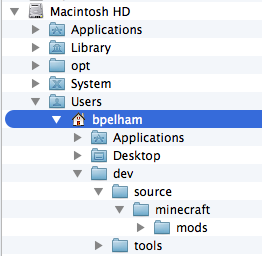 Macintosh HD
Applications
Library
opt
System
Users
bpelham
Applications
Desktop
dev
source
minecraft
mods
tools